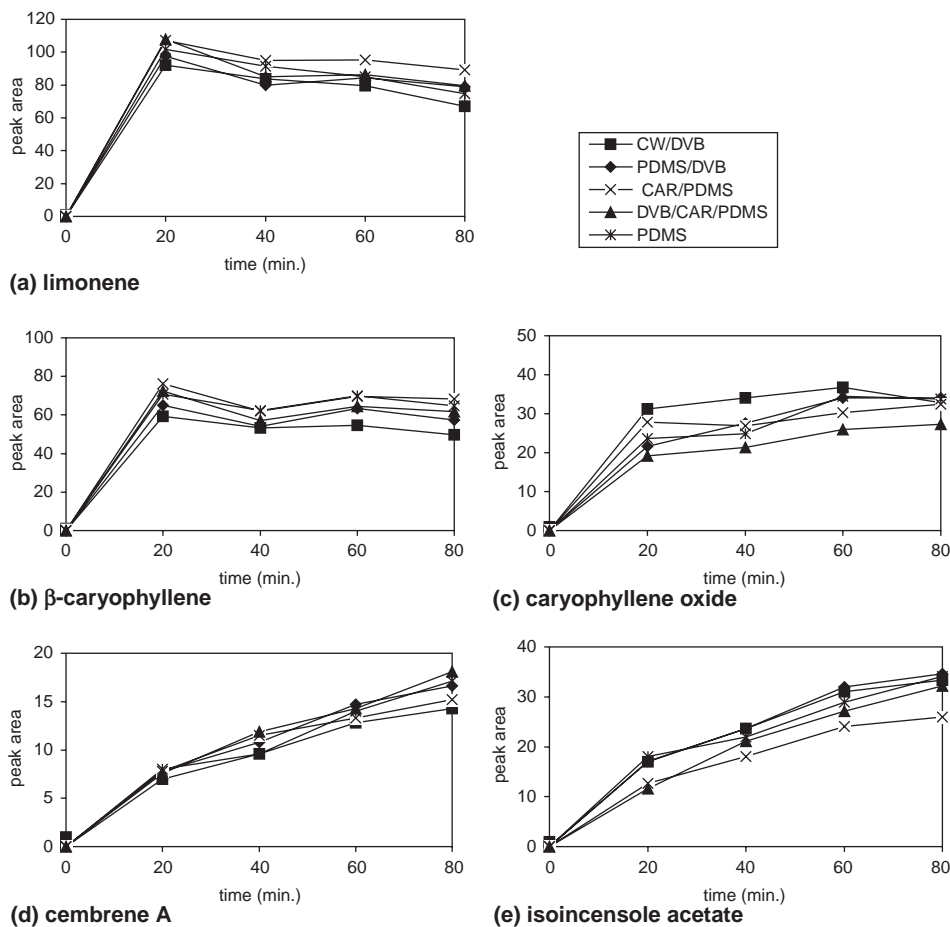 120
100
80
60
40
20
0
peak area
0 20 40 60 80
time (min.)
(a) limonene
CW/DVB
PDMS/DVB
CAR/PDMS
DVB/CAR/PDMS
PDMS
100
80
60
40
20
0
peak area
0 20 40 60 80
time (min.)
(b) β-caryophyllene
50
40
30
20
10
0
peak area
0 20 40 60 80
time (min.)
(c) caryophyllene oxide
20
15
10
5
0
peak area
0 20 40 60 80
time (min.)
(d) cembrene A
40
30
20
10
0
peak area
0 20 40 60 80
time (min.)
(e) isoincensole acetate